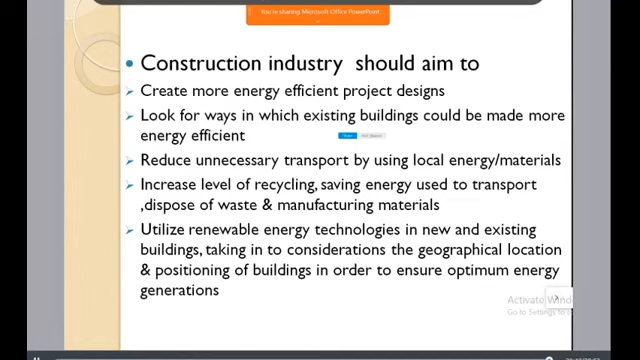 You're sharing Microsoft Office PowerPoint
• Construction industry should aim to
➢ Create more energy efficient project designs
➢ Look for ways in which existing buildings could be made more
energy efficient
➢ Reduce unnecessary transport by using local energy/materials
➢ Increase level of recycling, saving energy used to transport
,dispose of waste & manufacturing materials
➢ Utilize renewable energy technologies in new and existing
buildings, taking in to considerations the geographical location
& positioning of buildings in order to ensure optimum energy
generations
Activate Wind
Go to Settings to